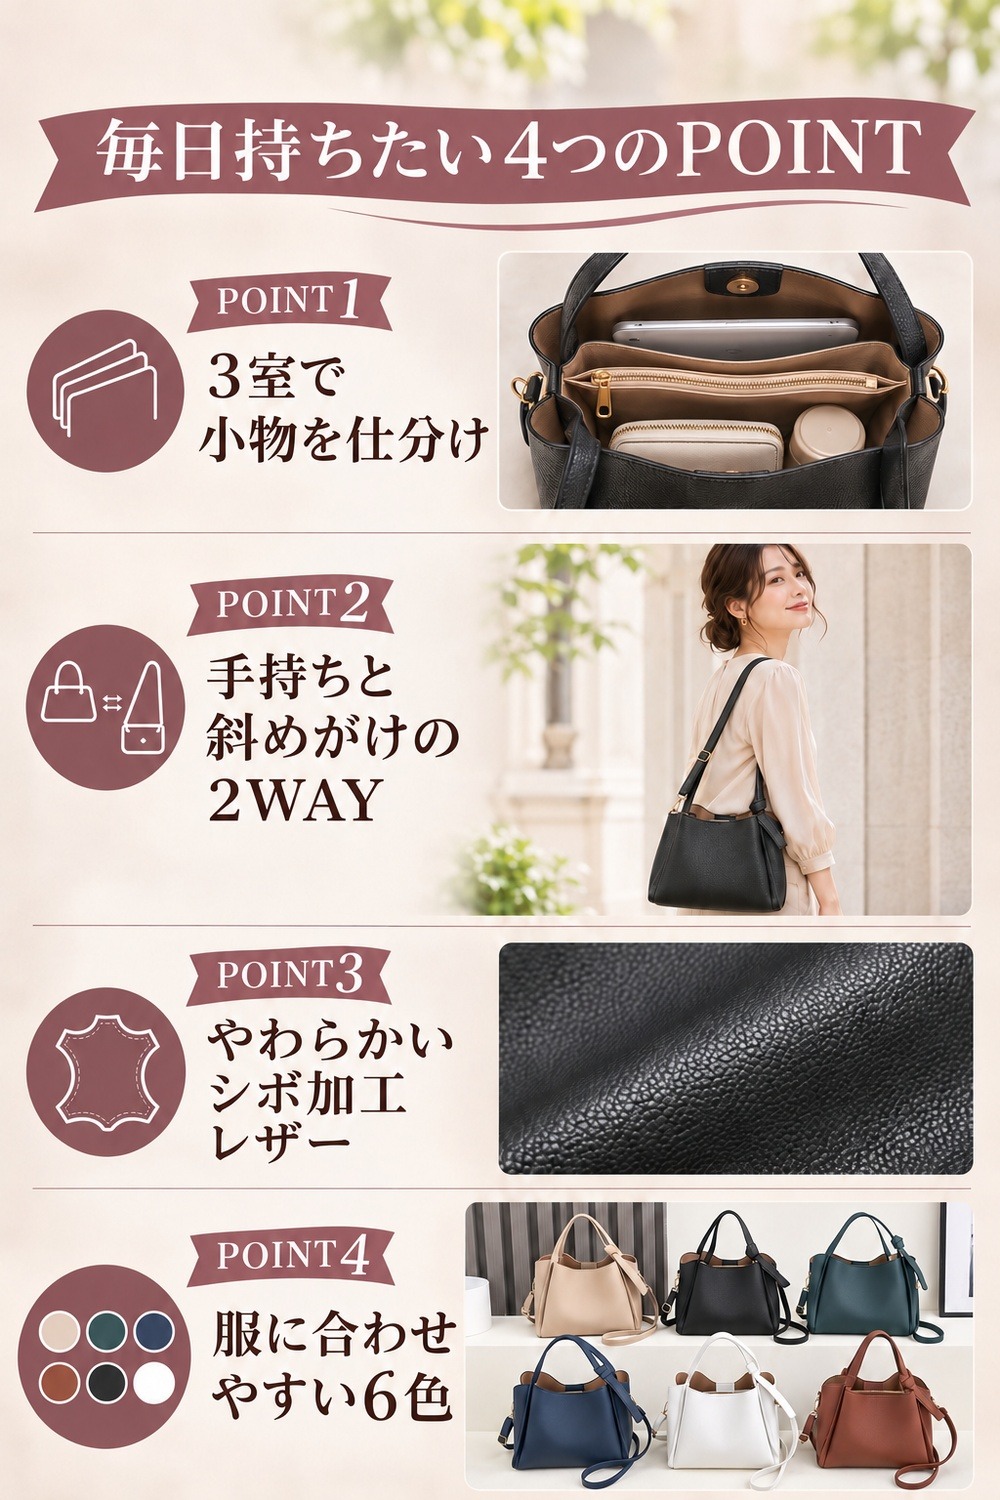 毎日持ちたい4つのPOINT
POINT1
3室で
小物を仕分け
POINT2
手持ちと
斜めがけの
2WAY
POINT3
やわらかい
シボ加工
レザー
POINT4
服に合わせ
やすい6色